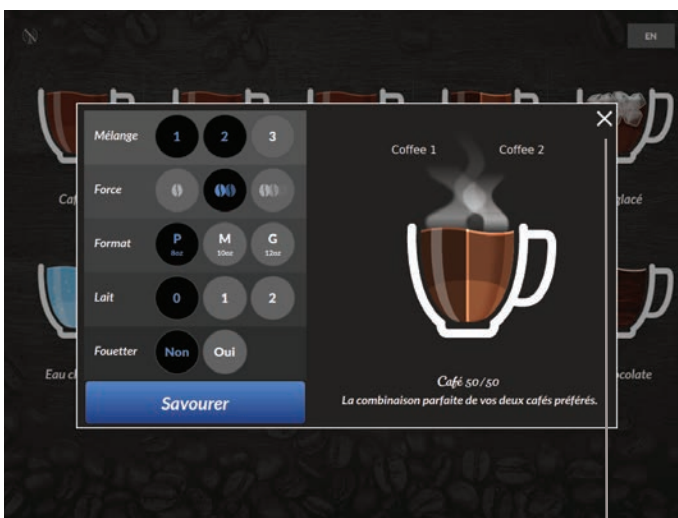 EN
Mélange 1 2 3
Force
Format P 8oz M 10oz G 12oz
Lait 0 1 2
Fouetter Non Oui
Savourer
Coffee 1 Coffee 2
Café 50/50
La combinaison parfaite de vos deux cafés préférés.
Caf
glacé
Eau c
colate